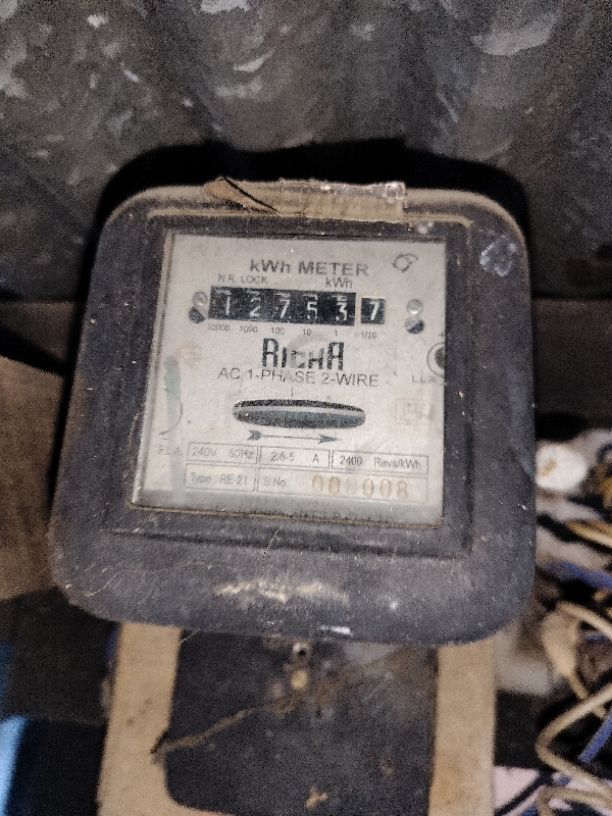 kWh METER
N.R. LOCK kWh
1 2 7 5 3 7
10000 1000 100 10 1 1/10
RICHA
AC 1-PHASE 2-WIRE
240V 50Hz 2.5-5 A 2400 Revs/kWh
Type RE 21 S No.